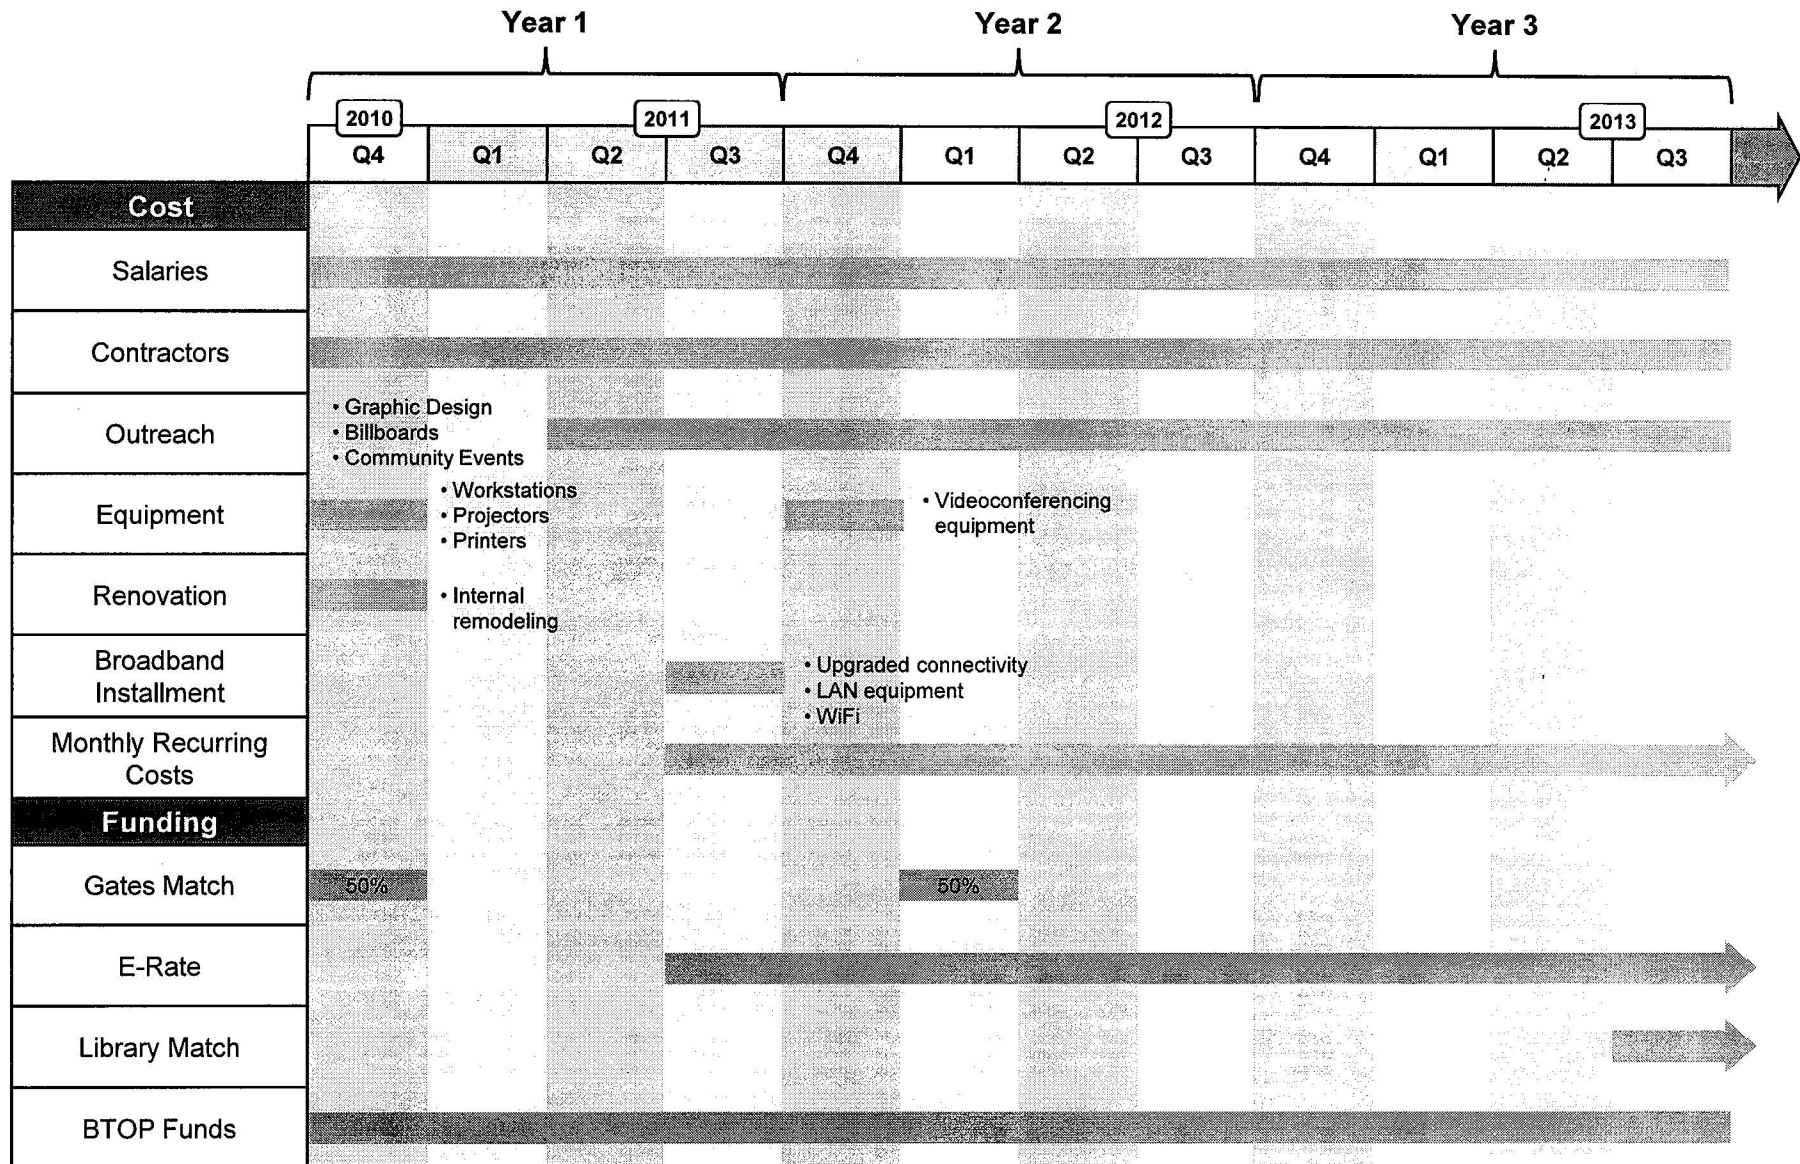 Year 1
Year 2
Year 3
2010
2011
2012
2013
Q4
Q1
Q2
Q3
Q4
Q1
Q2
Q3
Q4
Q1
Q2
Q3
Cost
Salaries
Contractors
Outreach
• Graphic Design
• Billboards
• Community Events
Equipment
• Workstations
• Projectors
• Printers
• Videoconferencing
equipment
Renovation
• Internal
remodeling
Broadband
Installment
• Upgraded connectivity
• LAN equipment
• WiFi
Monthly Recurring
Costs
Funding
Gates Match
50%
50%
E-Rate
Library Match
BTOP Funds